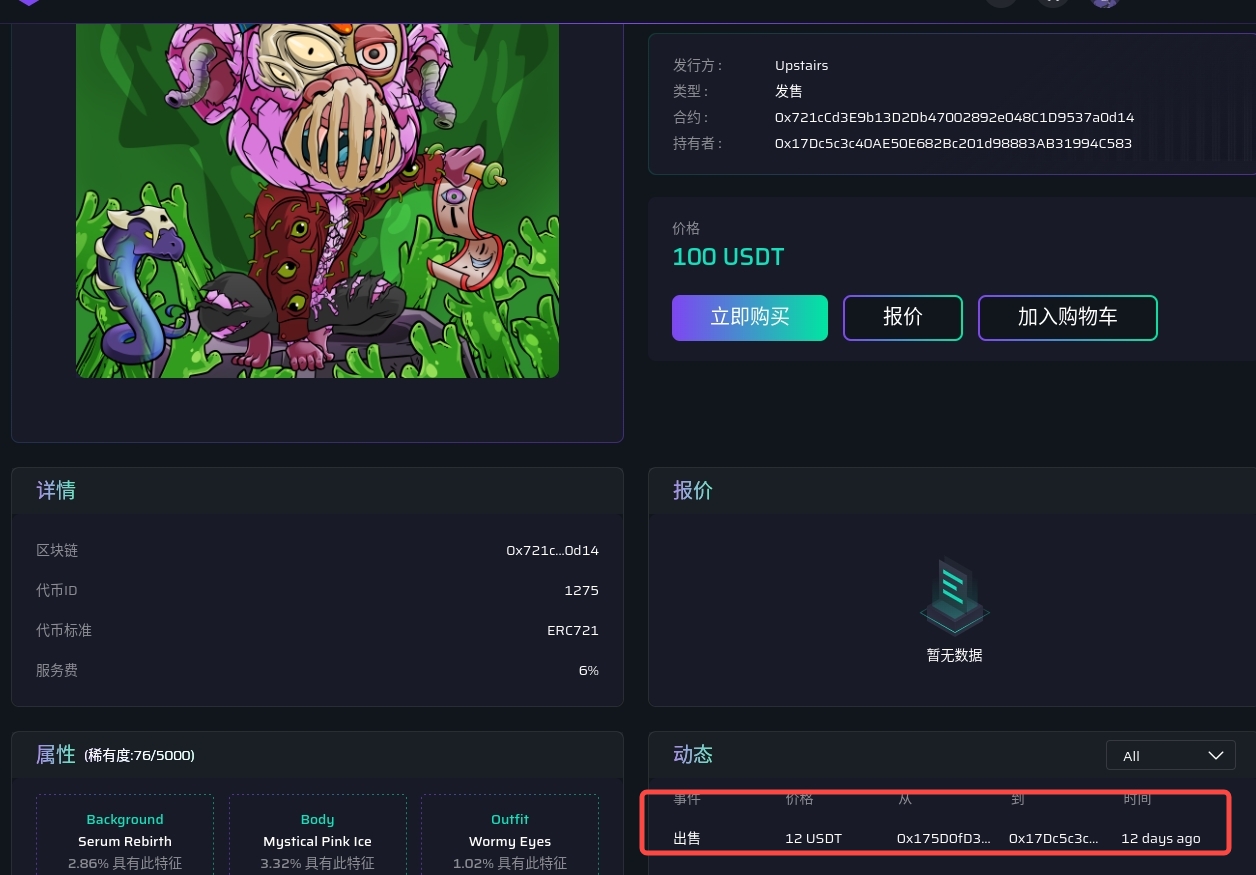 发行方 : Upstairs
类型 : 发售
合约 : 0x721cCd3E9b13D2Db47002892e048C1D9537a0d14
持有者 : 0x17Dc5c3c40AE50E682Bc201d98883AB31994C583
价格
100 USDT
立即购买 报价 加入购物车
详情
区块链 0x721c...0d14
代币ID 1275
代币标准 ERC721
服务费 6%
报价
暂无数据
属性 (稀有度:76/5000)
Background Body Outfit
Serum Rebirth Mystical Pink Ice Wormy Eyes
2.86% 具有此特征 3.32% 具有此特征 1.02% 具有此特征
动态 All
事件 价格 从 到 时间
出售 12 USDT 0x175D0fD3... 0x17Dc5c3c... 12 days ago